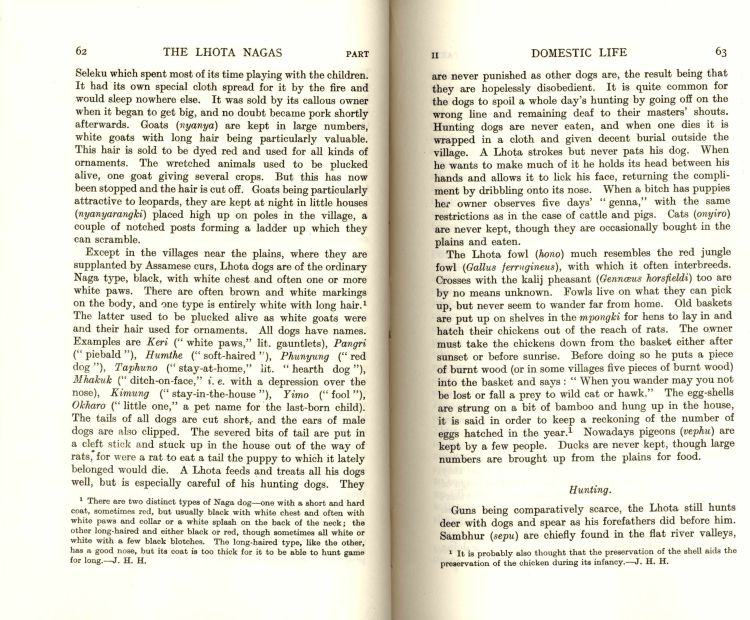 62 THE LHOTA NAGAS PART
Seleku which spent most of its time playing with the children.
It had its own special cloth spread for it by the fire and
would sleep nowhere else. It was sold by its callous owner
when it began to get big, and no doubt became pork shortly
afterwards. Goats (nyanya) are kept in large numbers,
white goats with long hair being particularly valuable.
This hair is sold to be dyed red and used for all kinds of
ornaments. The wretched animals used to be plucked
alive, one goat giving several crops. But this has now
been stopped and the hair is cut off. Goats being particularly
attractive to leopards, they are kept at night in little houses
(nyanyarangki) placed high up on poles in the village, a
couple of notched posts forming a ladder up which they
can scramble.
Except in the villages near the plains, where they are
supplanted by Assamese curs, Lhota dogs are of the ordinary
Naga type, black, with white chest and often one or more
white paws. There are often brown and white markings
on the body, and one type is entirely white with long hair.¹
The latter used to be plucked alive as white goats were
and their hair used for ornaments. All dogs have names.
Examples are Keri (“ white paws,” lit. gauntlets), Pangri
(“ piebald ”), Humthe (“ soft-haired ”), Phunyung (“ red
dog ”), Taphuno (“ stay-at-home,” lit. “ hearth dog ”),
Mhakuk (“ ditch-on-face,” i. e. with a depression over the
nose), Kimung (“ stay-in-the-house ”), Yimo (“ fool ”),
Okharo (“ little one,” a pet name for the last-born child).
The tails of all dogs are cut short, and the ears of male
dogs are also clipped. The severed bits of tail are put in
a cleft stick and stuck up in the house out of the way of
rats, for were a rat to eat a tail the puppy to which it lately
belonged would die. A Lhota feeds and treats all his dogs
well, but is especially careful of his hunting dogs. They
¹ There are two distinct types of Naga dog—one with a short and hard
coat, sometimes red, but usually black with white chest and often with
white paws and collar or a white splash on the back of the neck; the
other long-haired and either black or red, though sometimes all white or
white with a few black blotches. The long-haired type, like the other,
has a good nose, but its coat is too thick for it to be able to hunt game
for long.—J. H. H.
II DOMESTIC LIFE 63
are never punished as other dogs are, the result being that
they are hopelessly disobedient. It is quite common for
the dogs to spoil a whole day's hunting by going off on the
wrong line and remaining deaf to their masters' shouts.
Hunting dogs are never eaten, and when one dies it is
wrapped in a cloth and given decent burial outside the
village. A Lhota strokes but never pats his dog. When
he wants to make much of it he holds its head between his
hands and allows it to lick his face, returning the compli-
ment by dribbling onto its nose. When a bitch has puppies
her owner observes five days' “ genna,” with the same
restrictions as in the case of cattle and pigs. Cats (onyiro)
are never kept, though they are occasionally bought in the
plains and eaten.
The Lhota fowl (hono) much resembles the red jungle
fowl (Gallus ferrugineus), with which it often interbreeds.
Crosses with the kalij pheasant (Gennæus horsfieldi) too are
by no means unknown. Fowls live on what they can pick
up, but never seem to wander far from home. Old baskets
are put up on shelves in the mpongki for hens to lay in and
hatch their chickens out of the reach of rats. The owner
must take the chickens down from the basket either after
sunset or before sunrise. Before doing so he puts a piece
of burnt wood (or in some villages five pieces of burnt wood)
into the basket and says: “ When you wander may you not
be lost or fall a prey to wild cat or hawk.” The egg-shells
are strung on a bit of bamboo and hung up in the house,
it is said in order to keep a reckoning of the number of
eggs hatched in the year.¹ Nowadays pigeons (vephu) are
kept by a few people. Ducks are never kept, though large
numbers are brought up from the plains for food.
Hunting.
Guns being comparatively scarce, the Lhota still hunts
deer with dogs and spear as his forefathers did before him.
Sambhur (sepu) are chiefly found in the flat river valleys,
¹ It is probably also thought that the preservation of the shell aids the
preservation of the chicken during its infancy.—J. H. H.